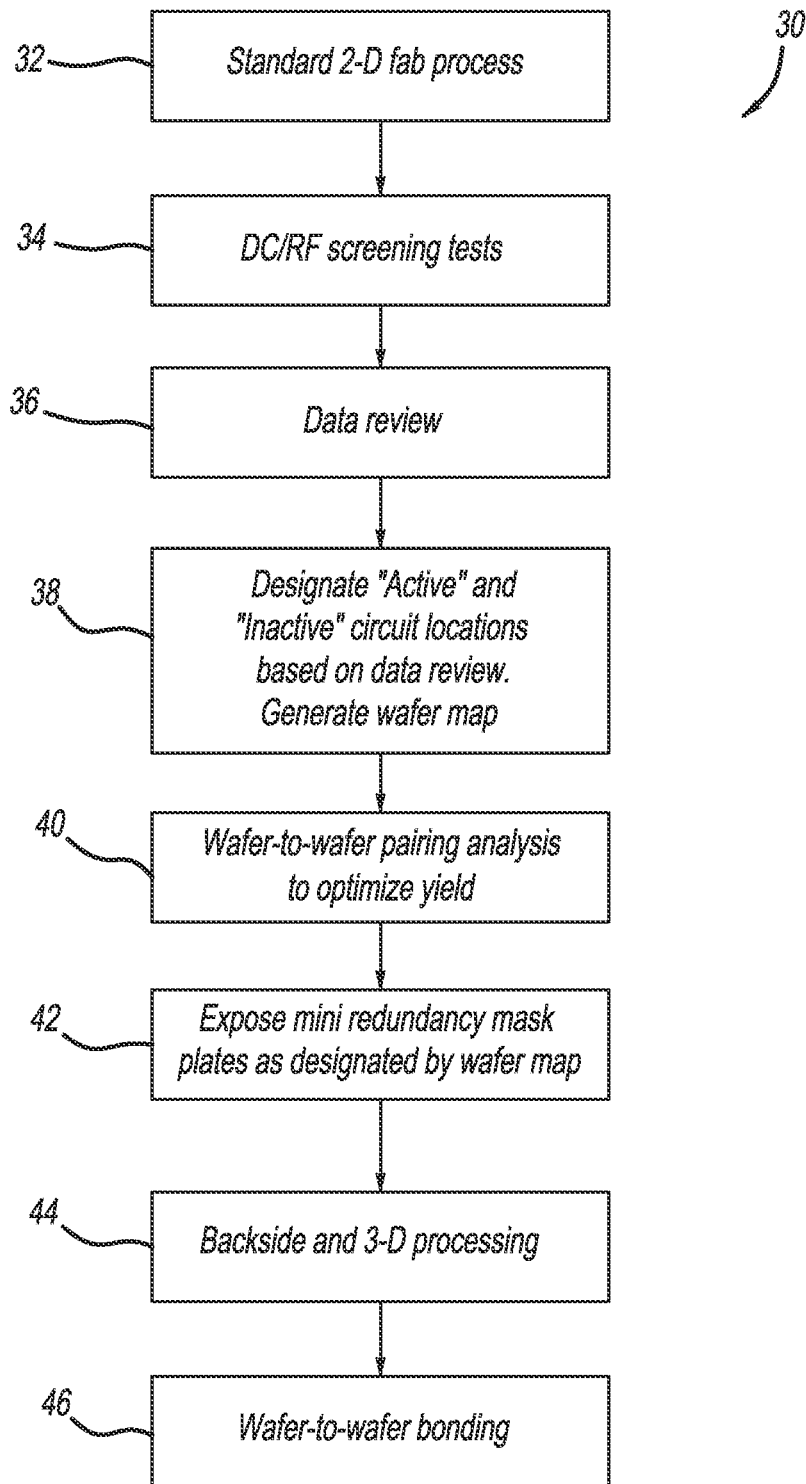 30
32
Standard 2-D fab process
34
DC/RF screening tests
36
Data review
38
Designate "Active" and
"Inactive" circuit locations
based on data review.
Generate wafer map
40
Wafer-to-wafer pairing analysis
to optimize yield
42
Expose mini redundancy mask
plates as designated by wafer map
44
Backside and 3-D processing
46
Wafer-to-wafer bonding